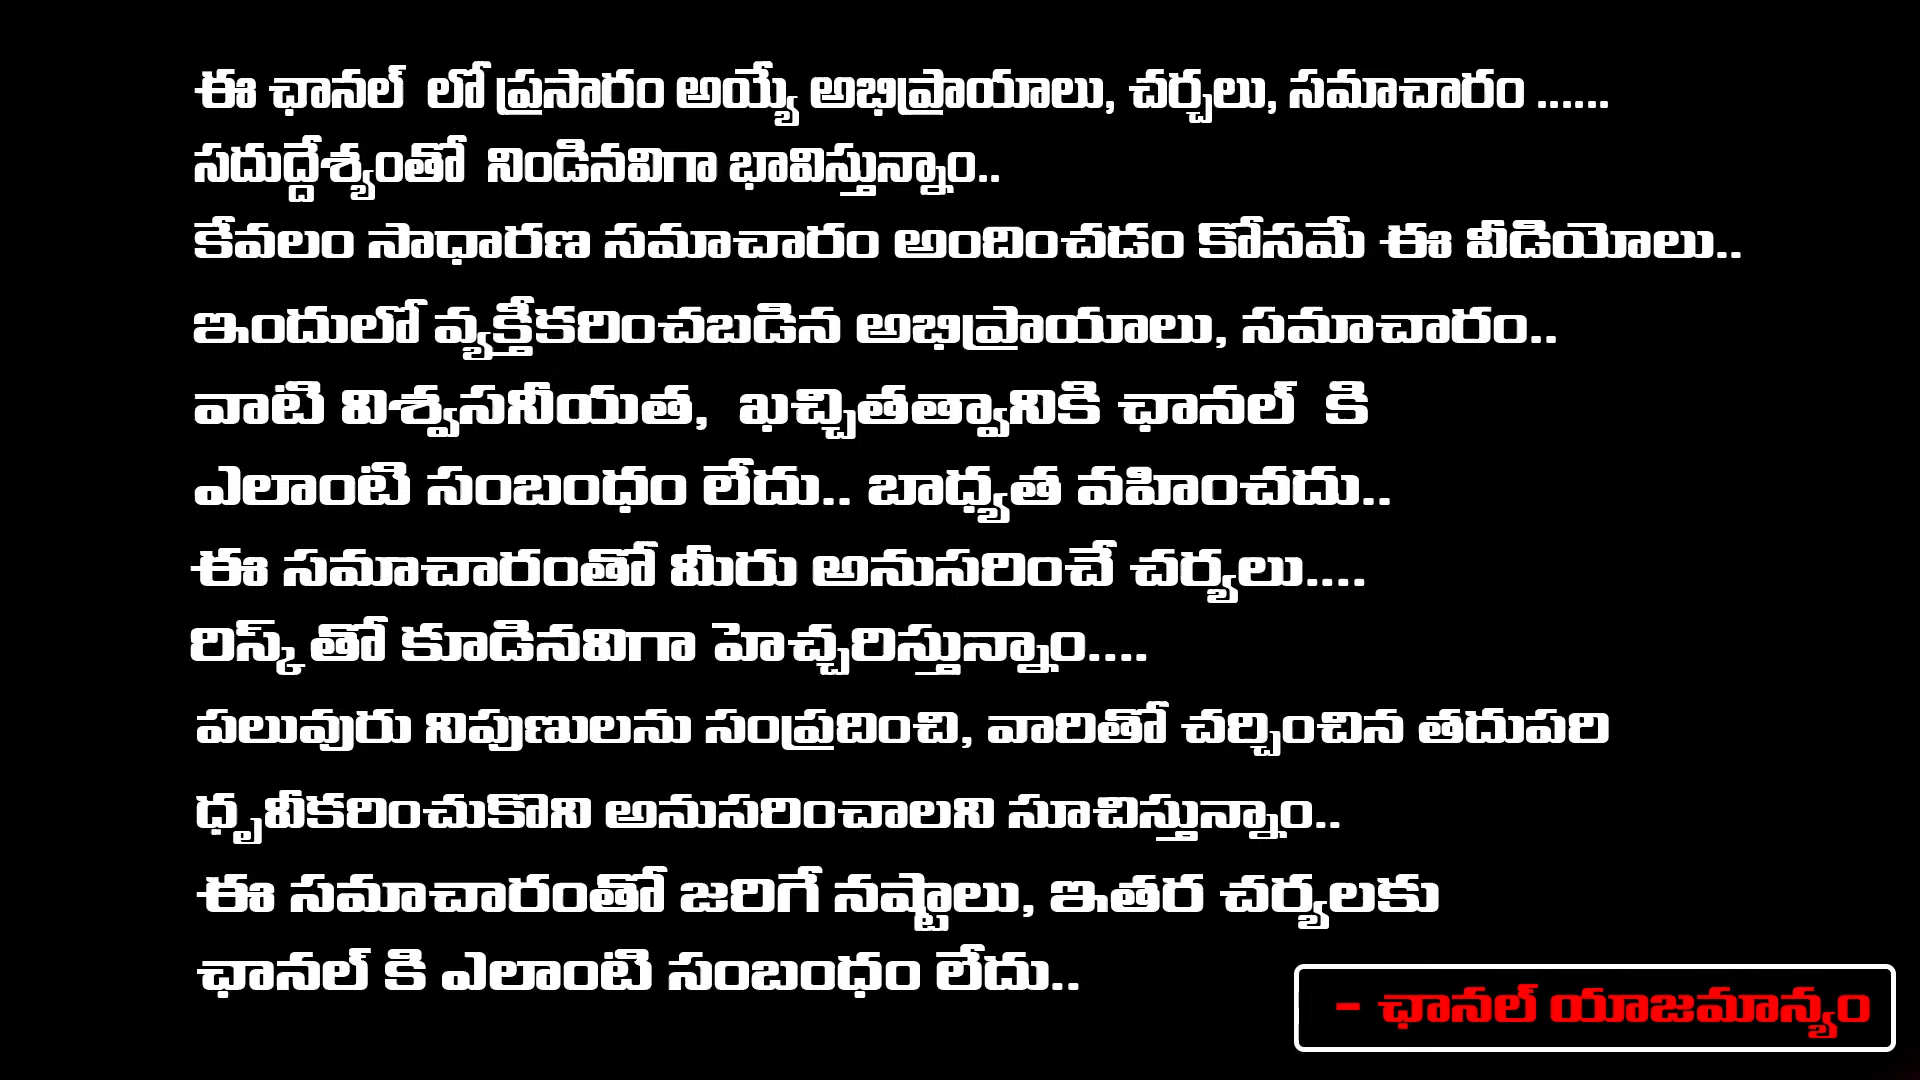 ఈ ఛానల్ లో ప్రసారం అయ్యే అభిప్రాయాలు, చర్చలు, సమాచారం ......
సదుద్దేశ్యంతో నిండినవిగా భావిస్తున్నాం..
కేవలం సాధారణ సమాచారం అందించడం కోసమే ఈ వీడియోలు..
ఇందులో వ్యక్తీకరించబడిన అభిప్రాయాలు, సమాచారం..
వాటి విశ్వసనీయత, ఖచ్చితత్వానికి ఛానల్ కి
ఎలాంటి సంబంధం లేదు.. బాధ్యత వహించదు..
ఈ సమాచారంతో మీరు అనుసరించే చర్యలు....
రిస్క్ తో కూడినవిగా హెచ్చరిస్తున్నాం....
పలువురు నిపుణులను సంప్రదించి, వారితో చర్చించిన తదుపరి
ధృవీకరించుకొని అనుసరించాలని సూచిస్తున్నాం..
ఈ సమాచారంతో జరిగే నష్టాలు, ఇతర చర్యలకు
ఛానల్ కి ఎలాంటి సంబంధం లేదు..
- ఛానల్ యాజమాన్యం